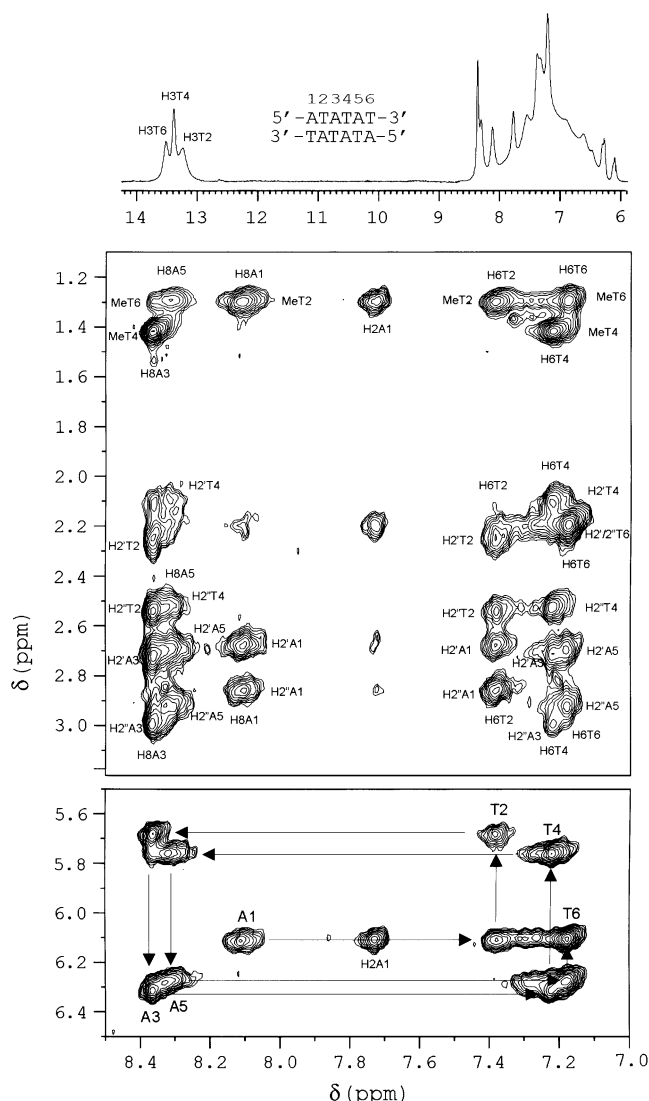 H3T4
H3T6
H3T2
123456
5′-ATATAT-3′
3′-TATATA-5′
14 13 12 11 10 9 8 7 6
1.2
1.4
1.6
1.8
2.0
2.2
2.4
2.6
2.8
3.0
δ (ppm)
H8A5 H8A1 H6T2 H6T6
MeT6 MeT2 H2A1 MeT2 MeT6
MeT4 MeT4
H8A3 H6T4
H2'T4 H6T2 H6T4 H2'T4
H2'T2 H2'T2 H2'/2"T6
H8A5 H6T6
H2"T2 H2"T4 H2"T2 H2"T4
H2'A5 H2'A1 H2'A1 H2'A5
H2'A3 H2'A3
H2"A1 H2"A1
H2"A5 H8A1 H6T2 H2"A5
H2"A3 H2"A3 H6T6
H8A3 H6T4
5.6
5.8
6.0
6.2
6.4
δ (ppm)
T2
T4
A1 T6
H2A1
A3 A5
8.4 8.2 8.0 7.8 7.6 7.4 7.2 7.0
δ (ppm)